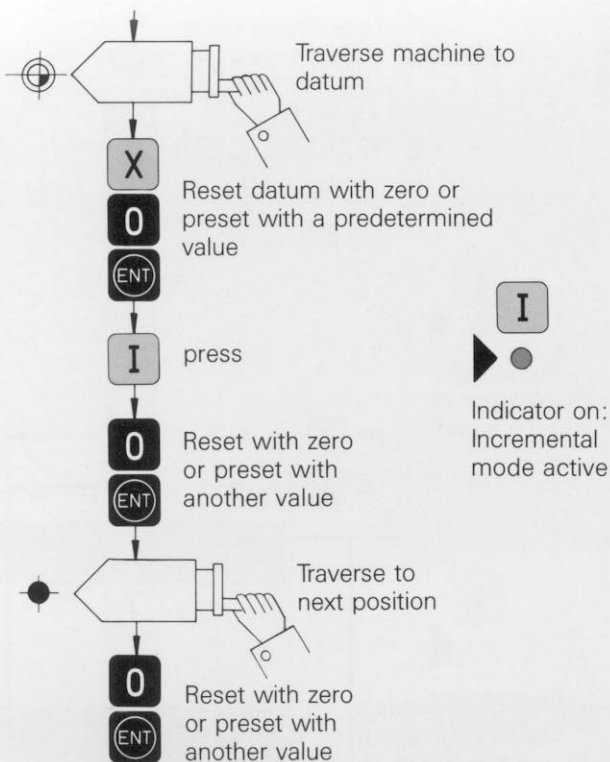 Traverse machine to
datum
X
0
ENT
Reset datum with zero or
preset with a predetermined
value
I
press
I
Indicator on:
Incremental
mode active
0
ENT
Reset with zero
or preset with
another value
Traverse to
next position
0
ENT
Reset with zero
or preset with
another value